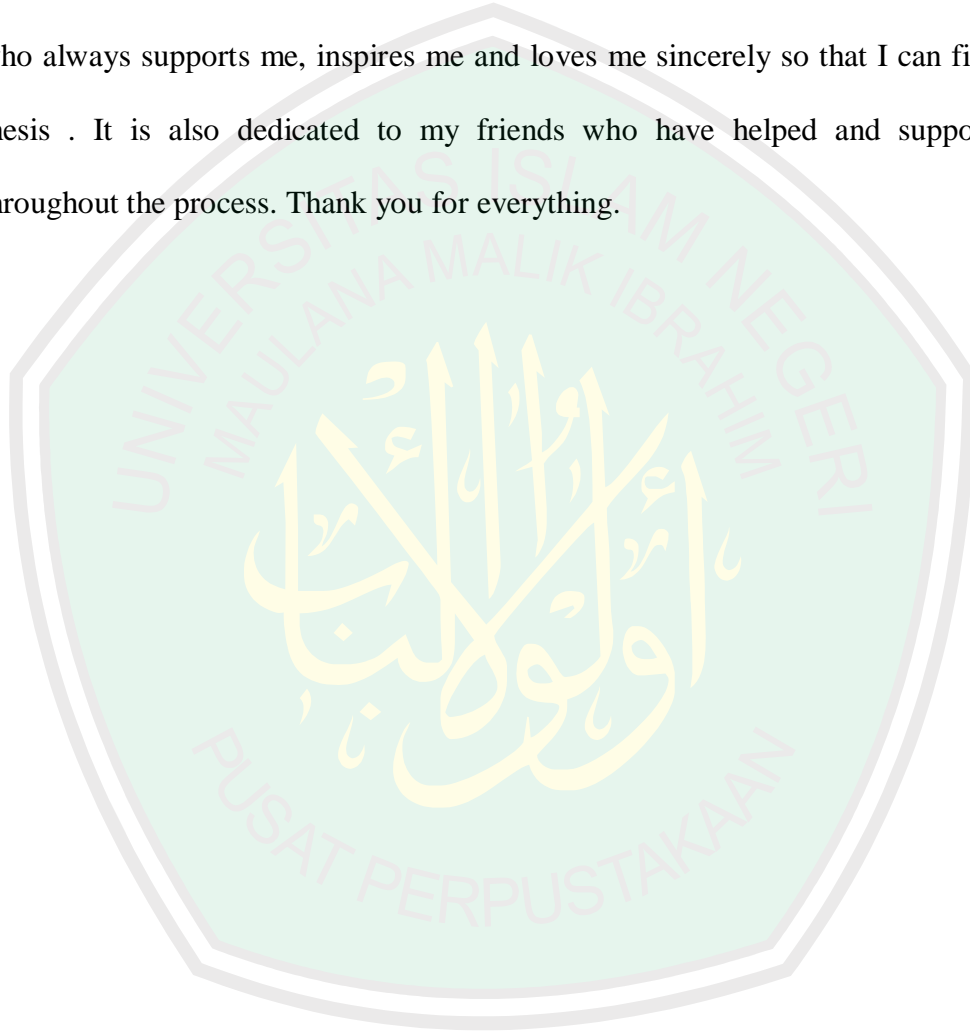 ho always supports me, inspires me and loves me sincerely so that I can fi
hesis . It is also dedicated to my friends who have helped and suppo
hroughout the process. Thank you for everything.
UNIVERSITAS ISLAM NEGERI
MAULANA MALIK IBRAHIM
أولوا الألباب
PUSAT PERPUSTAKAAN